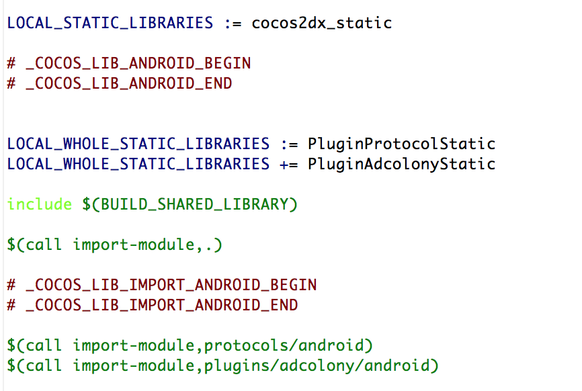 LOCAL_STATIC_LIBRARIES := cocos2dx_static
# _COCOS_LIB_ANDROID_BEGIN
# _COCOS_LIB_ANDROID_END
LOCAL_WHOLE_STATIC_LIBRARIES := PluginProtocolStatic
LOCAL_WHOLE_STATIC_LIBRARIES += PluginAdcolonyStatic
include $(BUILD_SHARED_LIBRARY)
$(call import-module,.)
# _COCOS_LIB_IMPORT_ANDROID_BEGIN
# _COCOS_LIB_IMPORT_ANDROID_END
$(call import-module,protocols/android)
$(call import-module,plugins/adcolony/android)